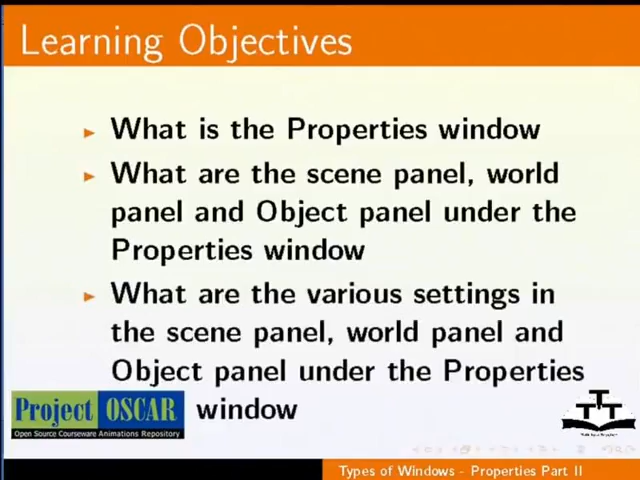 Learning Objectives
What is the Properties window
What are the scene panel, world
panel and Object panel under the
Properties window
What are the various settings in
the scene panel, world panel and
Object panel under the Properties
window
Project OSCAR
Open Source Courseware Animations Repository
Types of Windows - Properties Part II